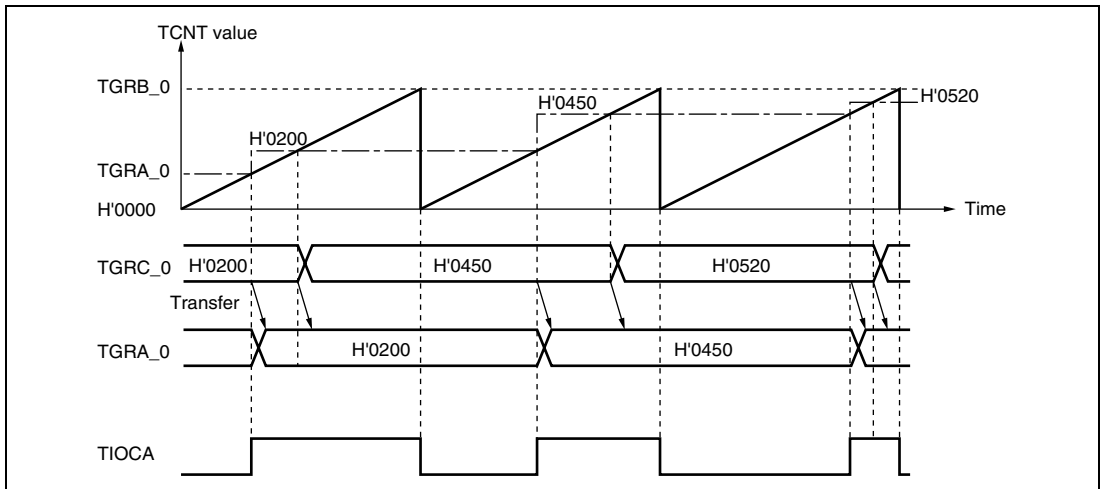 TCNT value
TGRB_0
H'0450
H'0520
H'0200
TGRA_0
H'0000
Time
TGRC_0
H'0200
H'0450
H'0520
Transfer
TGRA_0
H'0200
H'0450
TIOCA